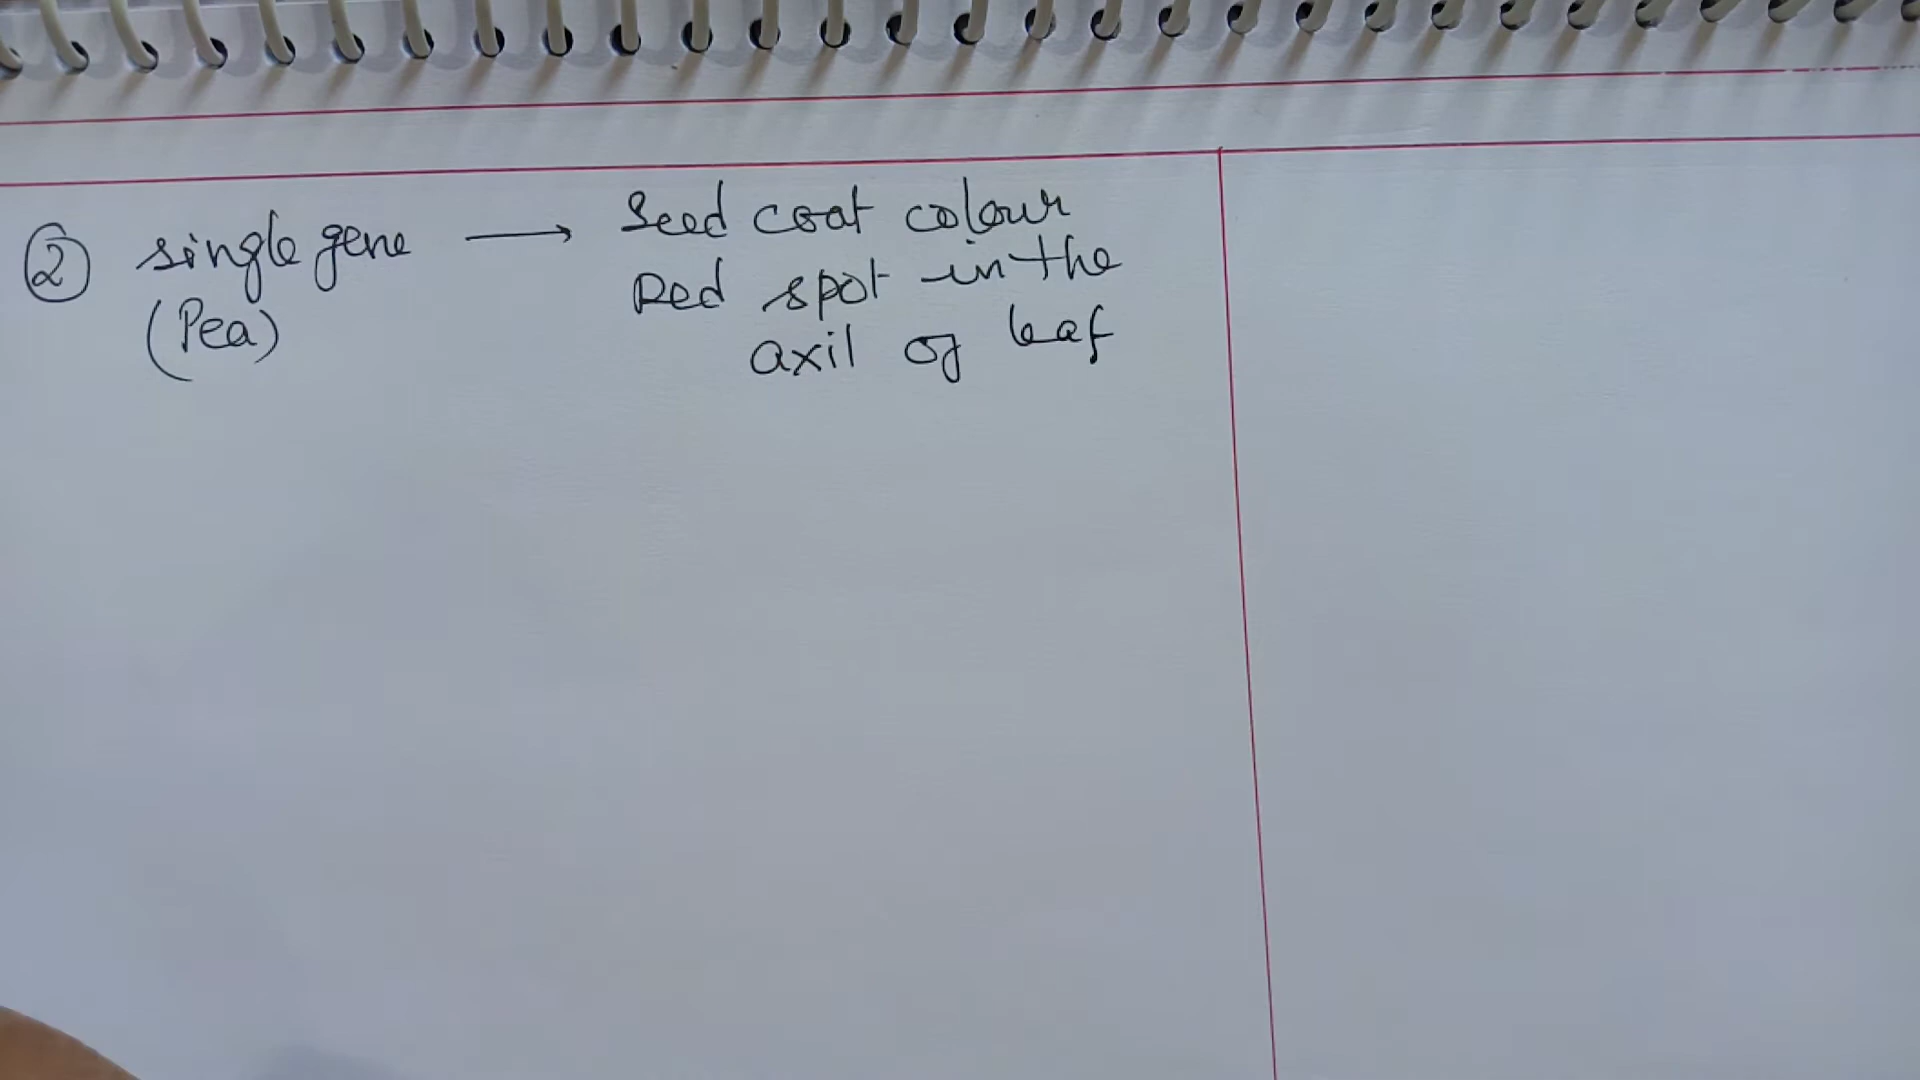 ② single gene → Seed coat colour
(Pea) Red spot in the
axil of leaf